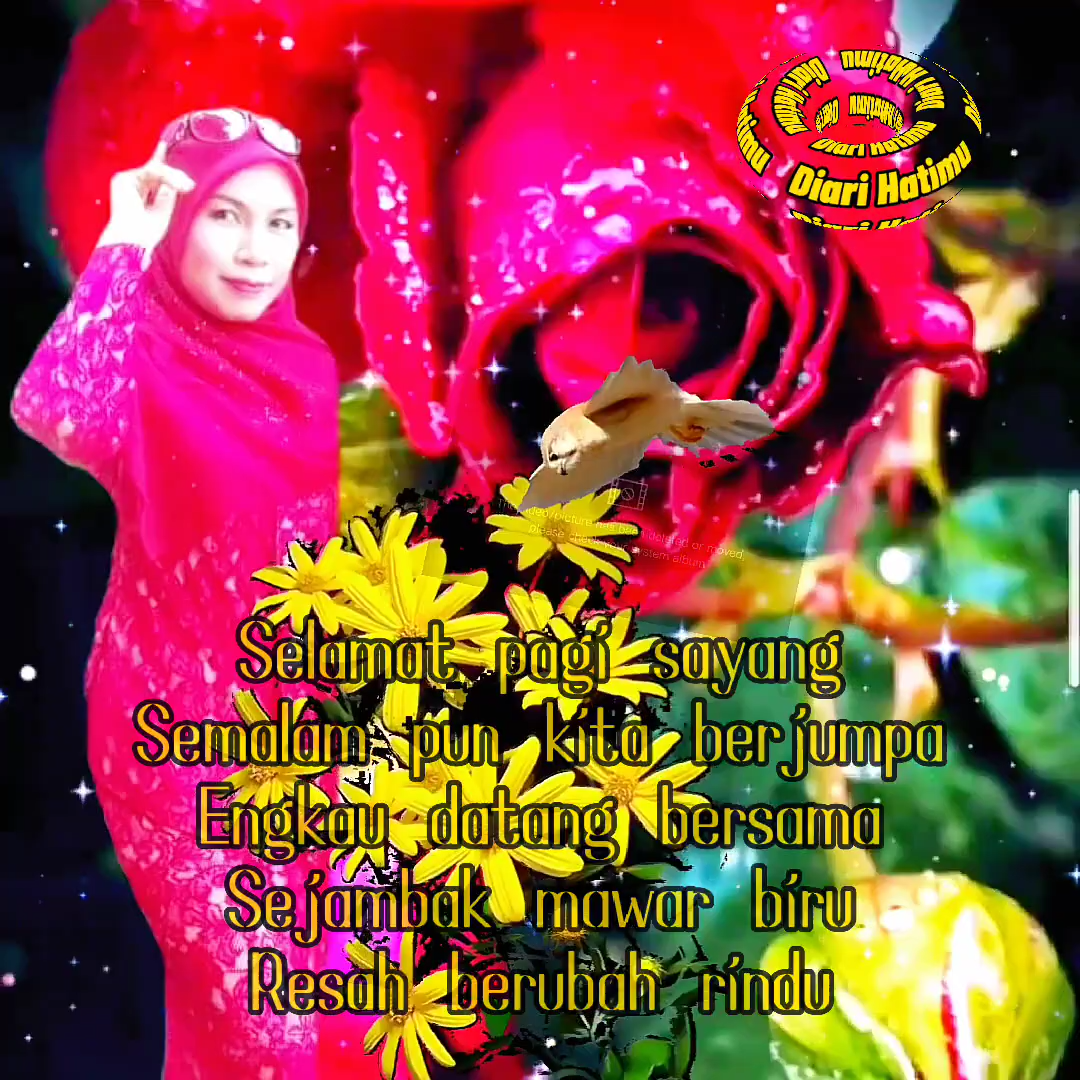 Diari Hatimu
Selamat pagi sayang
Semalam pun kita berjumpa
Engkau datang bersama
Sejambak mawar biru
Resah berubah rindu